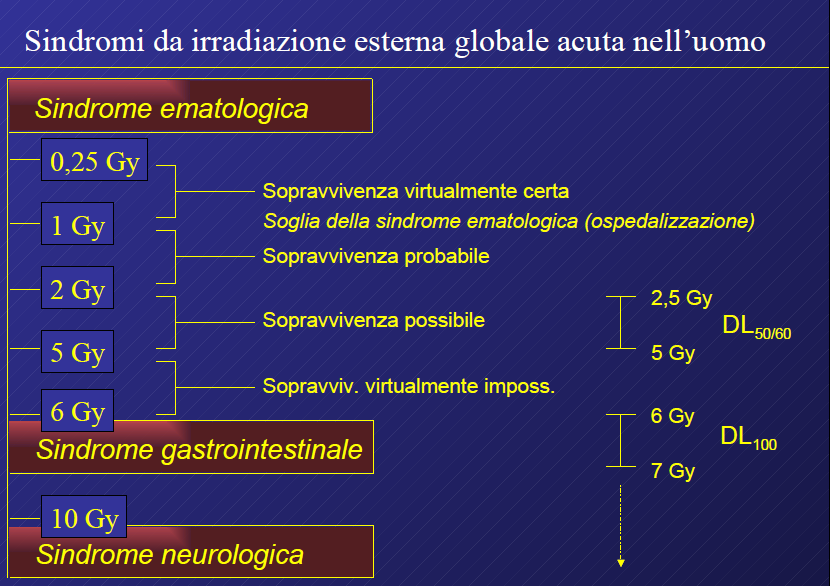 Sindromi da irradiazione esterna globale acuta nell’uomo
Sindrome ematologica
0,25 Gy
Sopravvivenza virtualmente certa
1 Gy
Soglia della sindrome ematologica (ospedalizzazione)
Sopravvivenza probabile
2 Gy
Sopravvivenza possibile
2,5 Gy
DL50/60
5 Gy
5 Gy
Sopravviv. virtualmente imposs.
6 Gy
6 Gy
DL100
7 Gy
Sindrome gastrointestinale
10 Gy
Sindrome neurologica